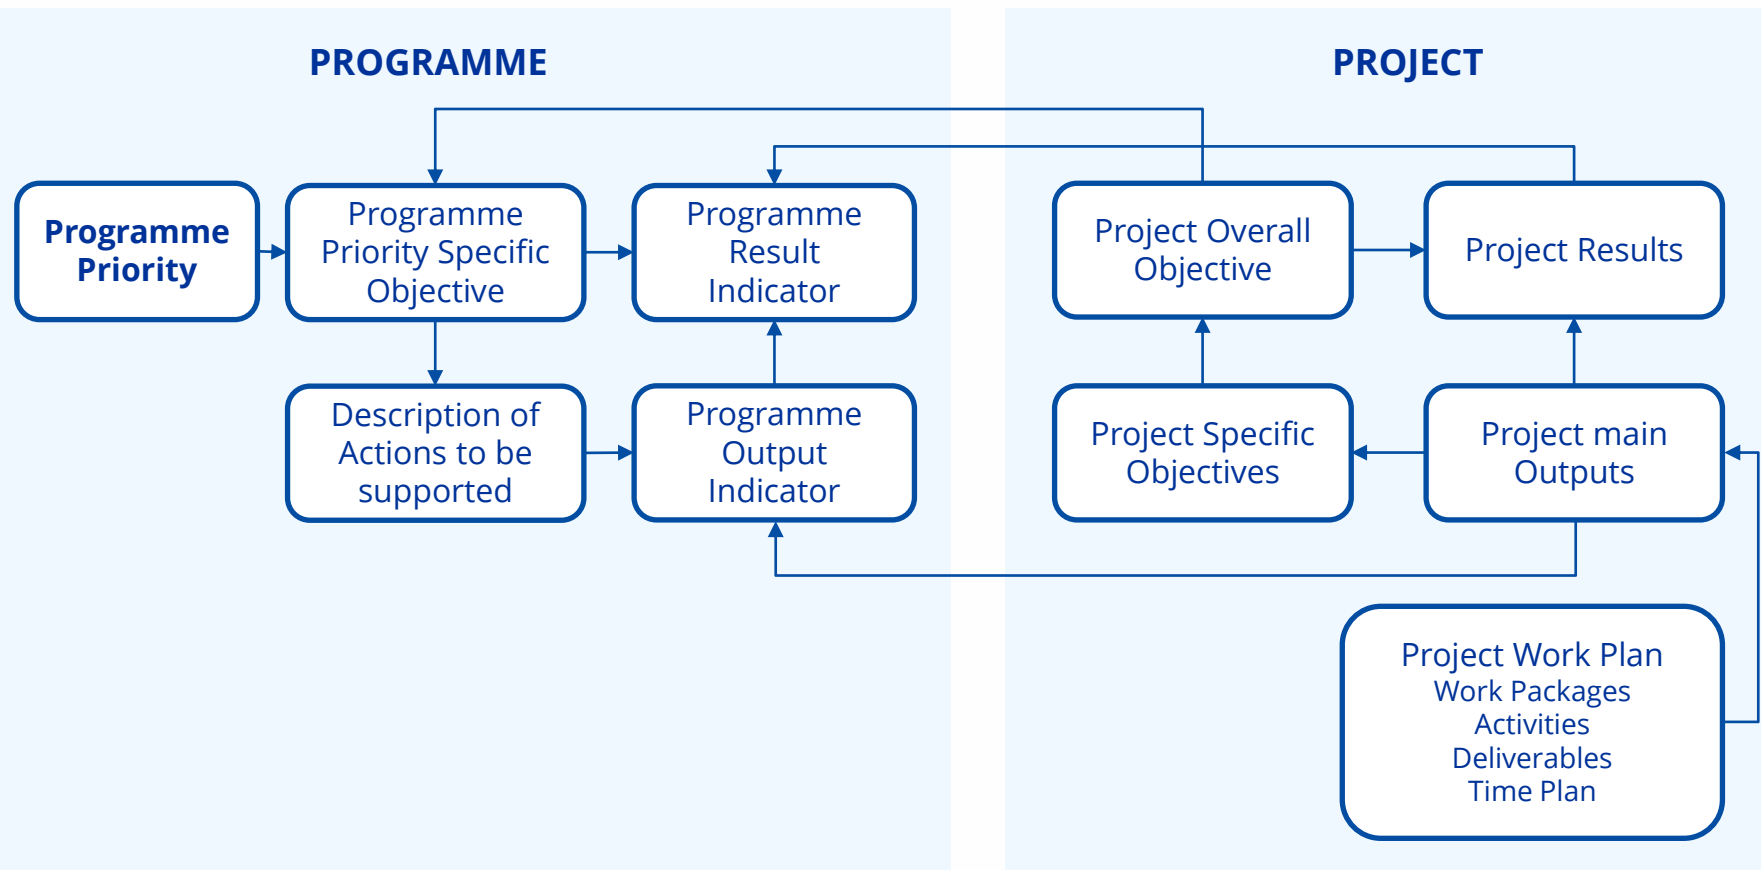 PROGRAMME
PROJECT
Programme
Priority
Programme
Priority Specific
Objective
Programme
Result
Indicator
Project Overall
Objective
Project Results
Description of
Actions to be
supported
Programme
Output
Indicator
Project Specific
Objectives
Project main
Outputs
Project Work Plan
Work Packages
Activities
Deliverables
Time Plan